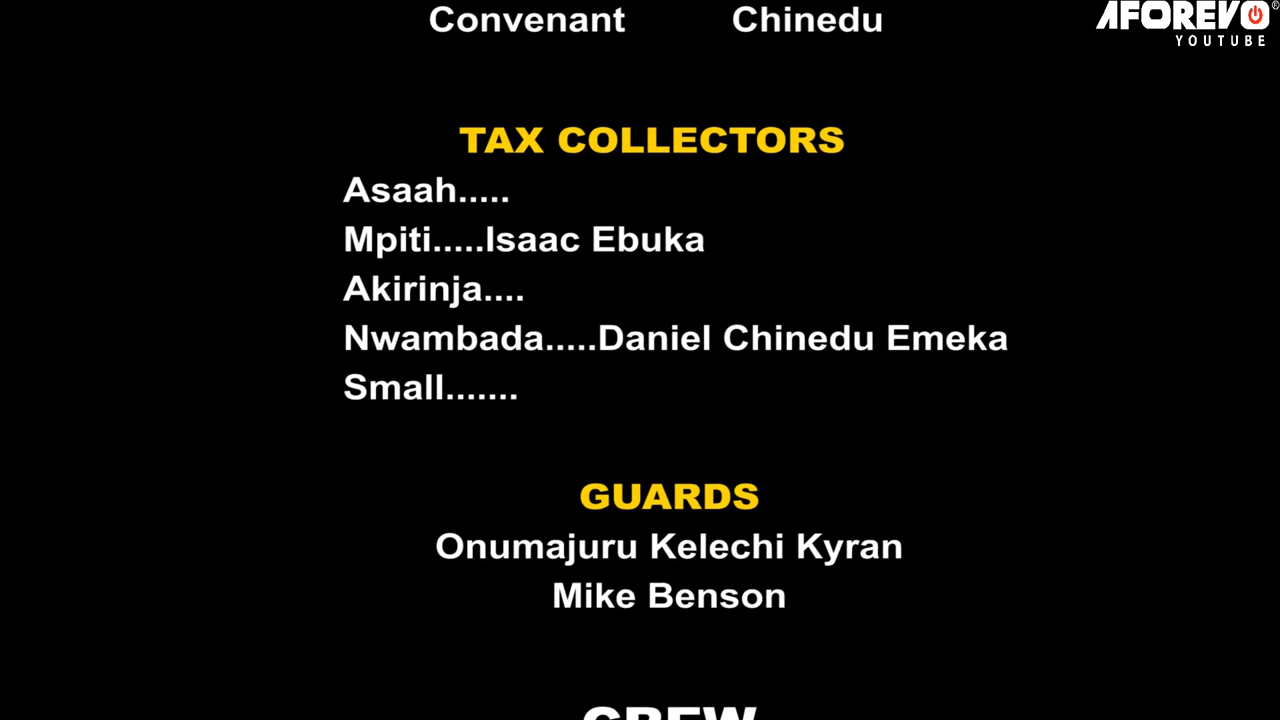 Convenant Chinedu
AFOREVO®
YOUTUBE
TAX COLLECTORS
Asaah.....
Mpiti.....Isaac Ebuka
Akirinja....
Nwambada.....Daniel Chinedu Emeka
Small.......
GUARDS
Onumajuru Kelechi Kyran
Mike Benson
CREW